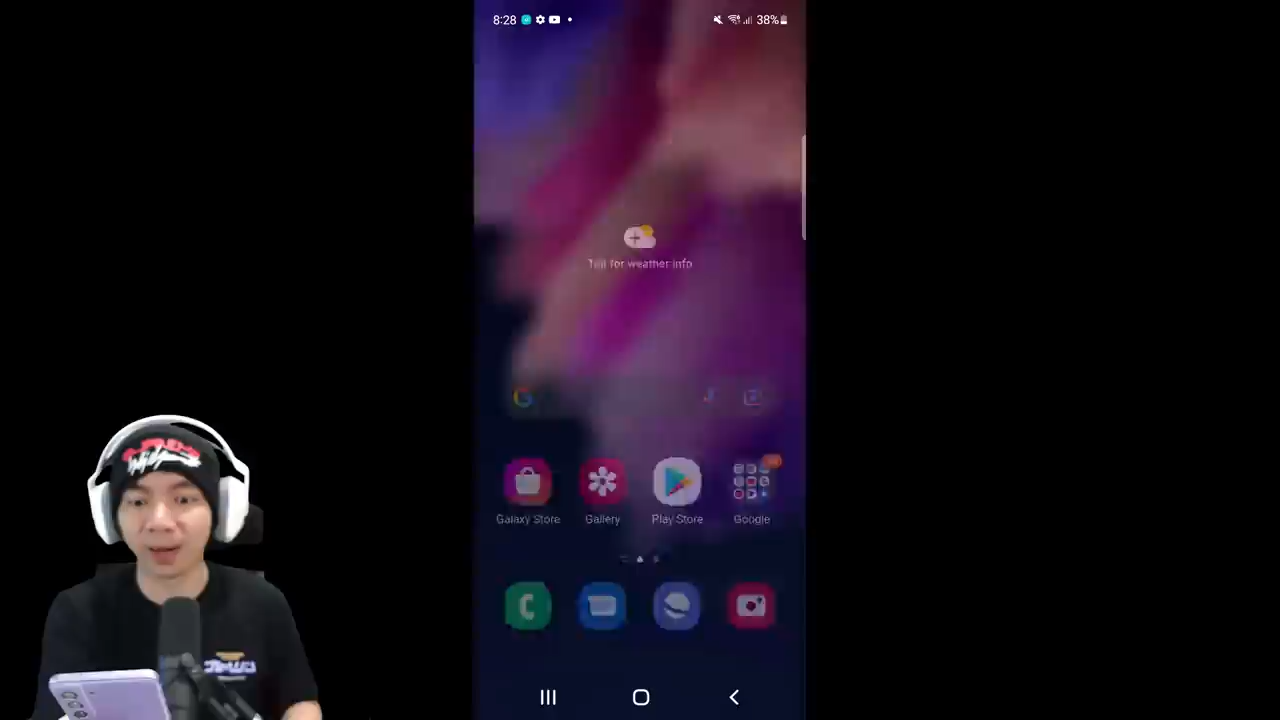 8:28
38%
Tap for weather info
Galaxy Store
Gallery
Play Store
Google